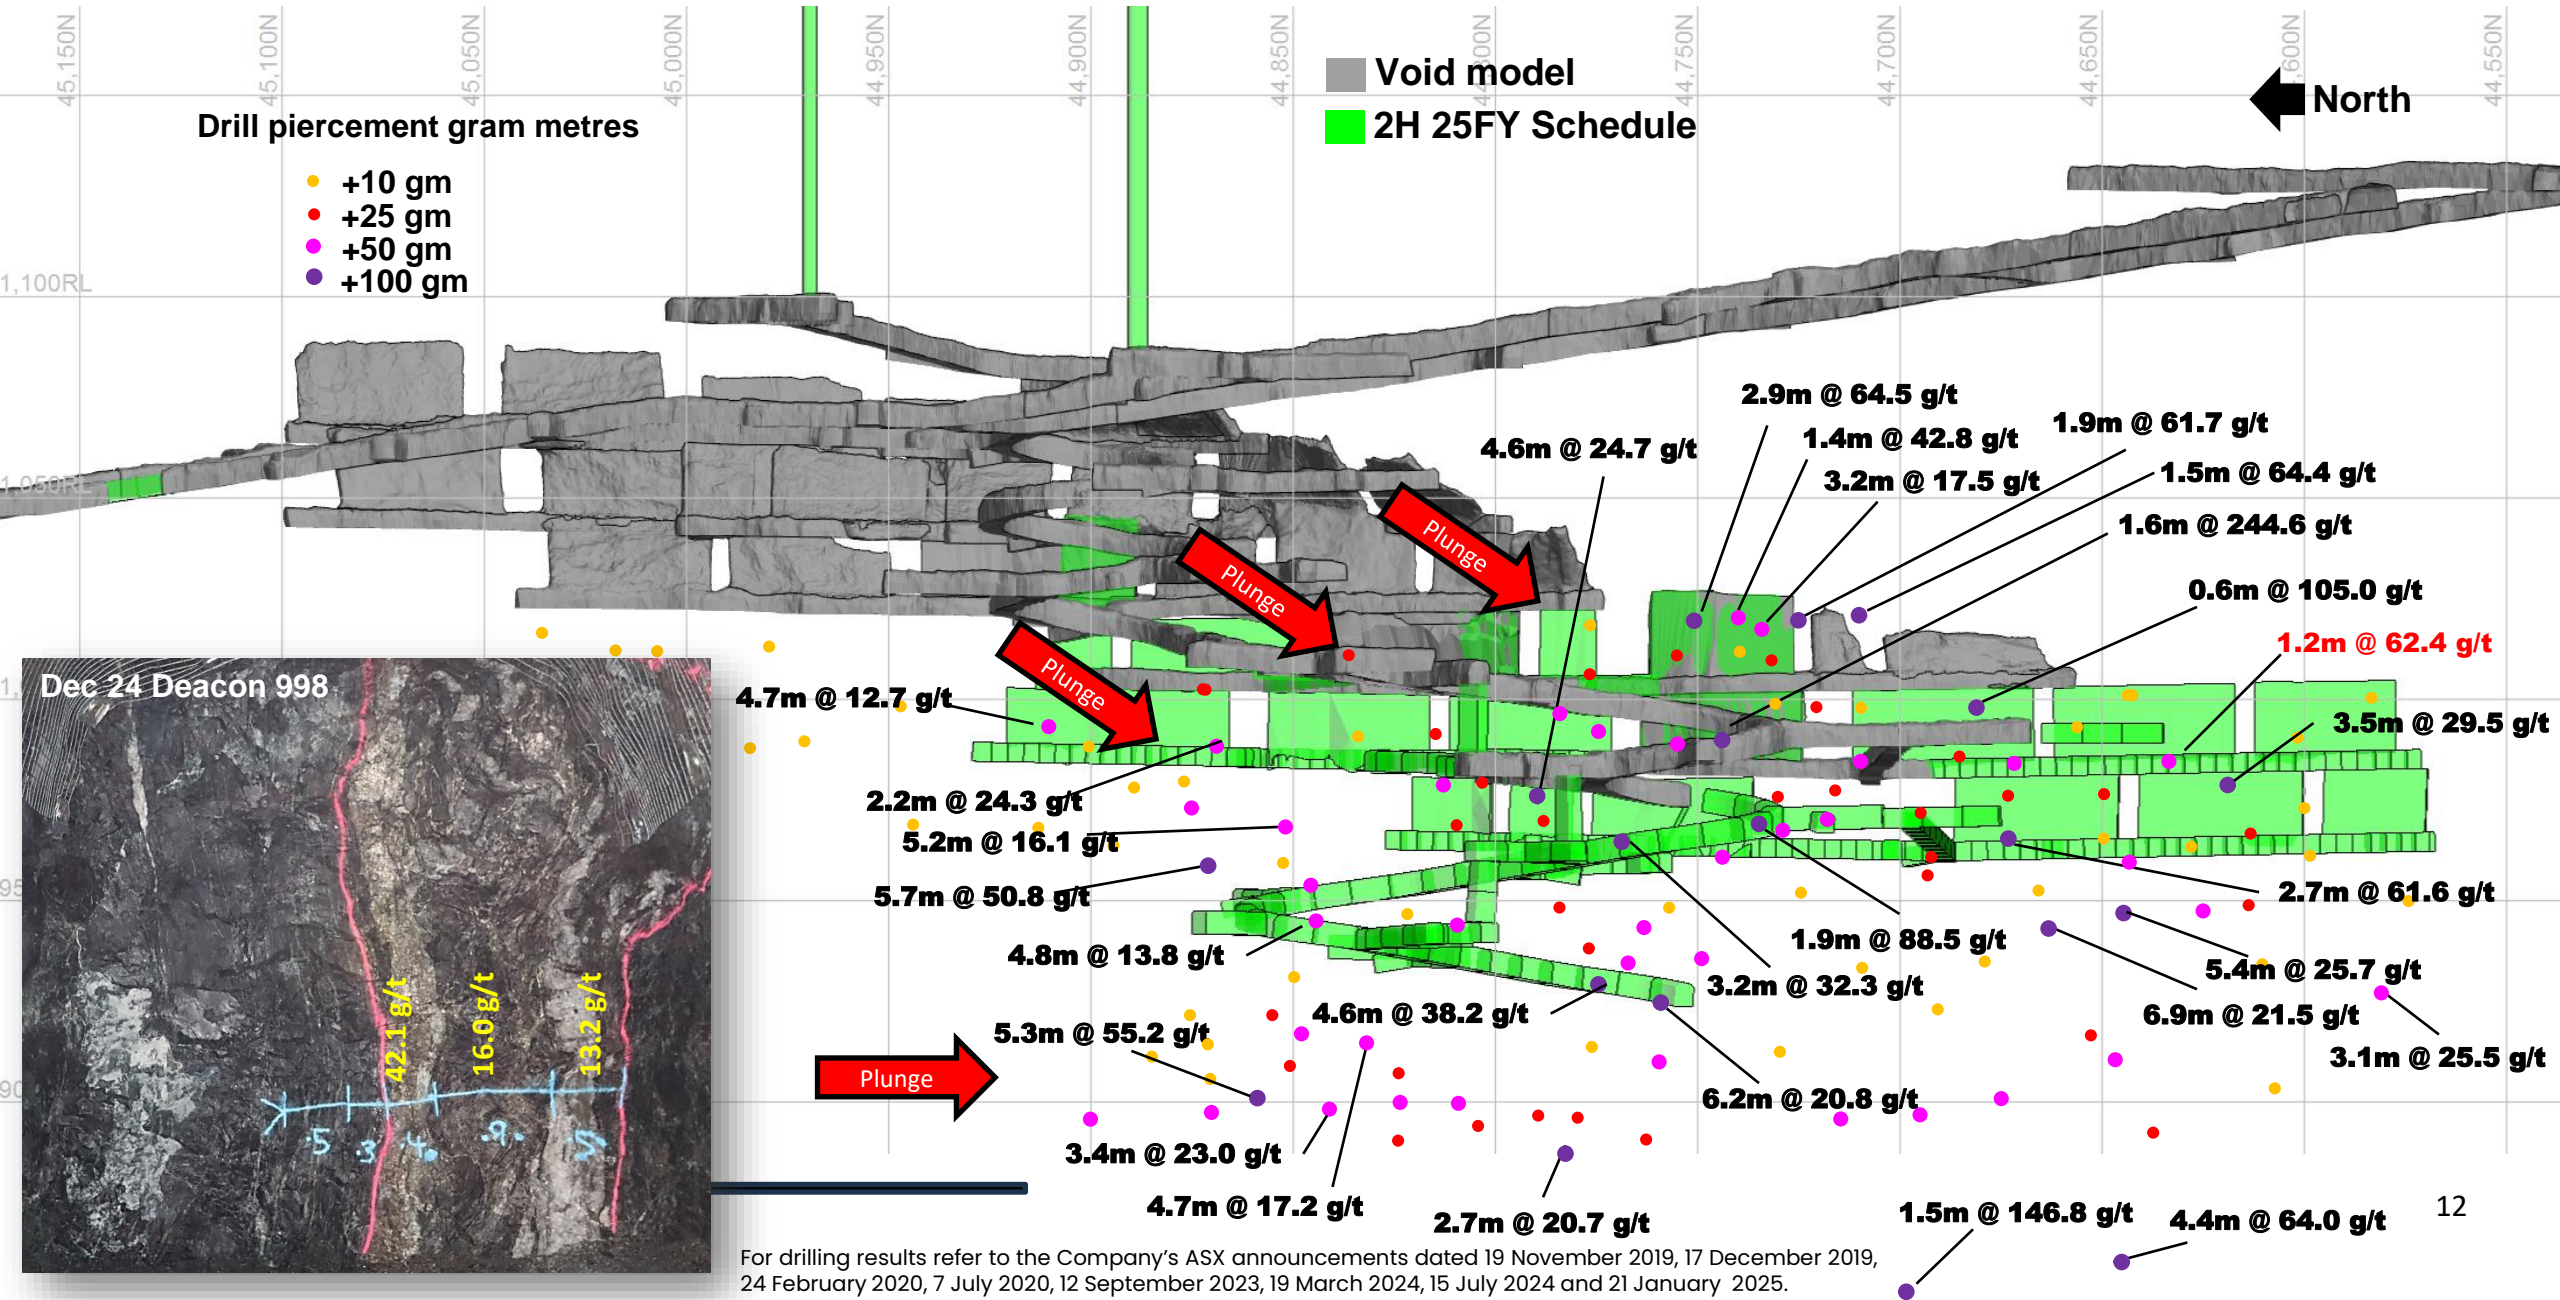 45,150N
45,100N
45,050N
45,000N
44,950N
44,900N
44,850N
44,800N
44,750N
44,700N
44,650N
44,550N
Void model
2H 25FY Schedule
North
Drill piercement gram metres
+10 gm
+25 gm
+50 gm
+100 gm
1,100RL
1,050RL
2.9m @ 64.5 g/t
1.9m @ 61.7 g/t
4.6m @ 24.7 g/t
1.4m @ 42.8 g/t
1.5m @ 64.4 g/t
3.2m @ 17.5 g/t
1.6m @ 244.6 g/t
Plunge
Plunge
Plunge
0.6m @ 105.0 g/t
1.2m @ 62.4 g/t
4.7m @ 12.7 g/t
3.5m @ 29.5 g/t
2.2m @ 24.3 g/t
5.2m @ 16.1 g/t
5.7m @ 50.8 g/t
2.7m @ 61.6 g/t
4.8m @ 13.8 g/t
1.9m @ 88.5 g/t
5.4m @ 25.7 g/t
3.2m @ 32.3 g/t
4.6m @ 38.2 g/t
6.9m @ 21.5 g/t
5.3m @ 55.2 g/t
3.1m @ 25.5 g/t
Plunge
6.2m @ 20.8 g/t
3.4m @ 23.0 g/t
4.7m @ 17.2 g/t
2.7m @ 20.7 g/t
1.5m @ 146.8 g/t
4.4m @ 64.0 g/t
Dec 24 Deacon 998
42.1 g/t
16.0 g/t
13.2 g/t
.5 .3 .4 .9 .5
12
For drilling results refer to the Company's ASX announcements dated 19 November 2019, 17 December 2019,
24 February 2020, 7 July 2020, 12 September 2023, 19 March 2024, 15 July 2024 and 21 January 2025.